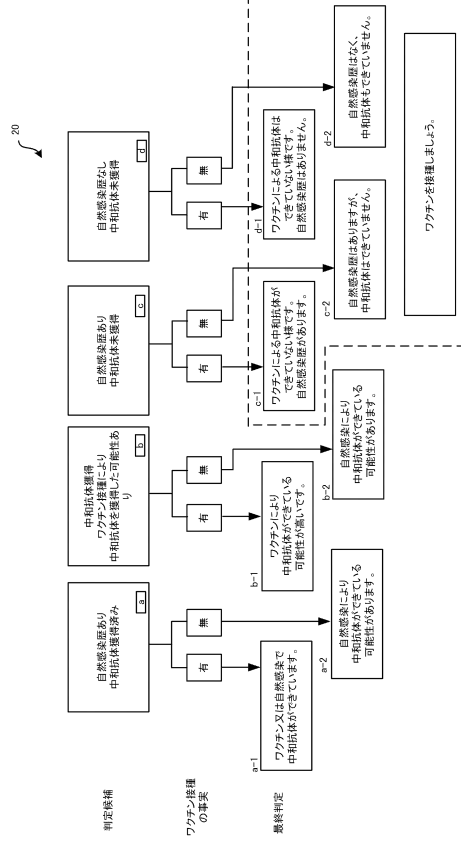 20
判定候補
自然感染歴あり
中和抗体獲得済み
a
中和抗体獲得
ワクチン接種により
中和抗体を獲得した可能性あ
り
b
自然感染歴あり
中和抗体未獲得
c
自然感染歴なし
中和抗体未獲得
d
ワクチン接種
の事実
有
無
有
無
有
無
有
無
最終判定
a-1
ワクチン又は自然感染で
中和抗体ができています。
a-2
自然感染により
中和抗体ができている
可能性があります。
b-1
ワクチンにより
中和抗体ができている
可能性が高いです。
b-2
自然感染により
中和抗体ができている
可能性があります。
c-1
ワクチンによる中和抗体が
できていない様です。
自然感染歴があります。
c-2
自然感染歴はありますが、
中和抗体はできていません。
d-1
ワクチンによる中和抗体は
できていない様です。
自然感染歴はありません。
d-2
自然感染歴はなく、
中和抗体もできていません。
ワクチンを接種しましょう。